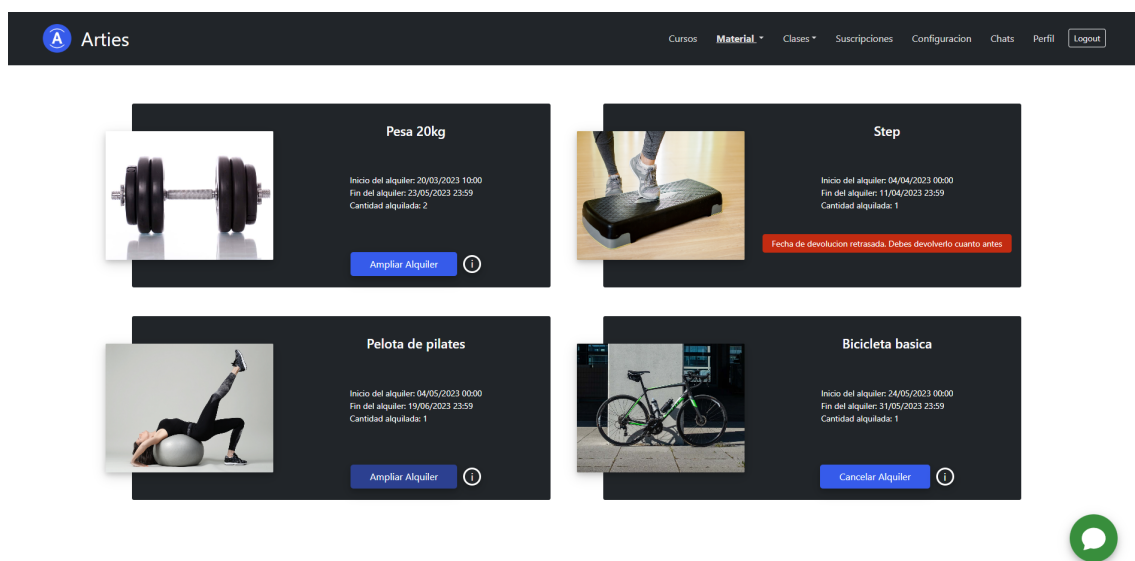 A Arties
Cursos Material Clases Suscripciones Configuracion Chats Perfil Logout
Pesa 20kg
Inicio del alquiler: 20/03/2023 10:00
Fin del alquiler: 23/05/2023 23:59
Cantidad alquilada: 2
Ampliar Alquiler i
Step
Inicio del alquiler: 04/04/2023 00:00
Fin del alquiler: 11/04/2023 23:59
Cantidad alquilada: 1
Fecha de devolucion retrasada. Debes devolverlo cuanto antes
Pelota de pilates
Inicio del alquiler: 04/05/2023 00:00
Fin del alquiler: 19/06/2023 23:59
Cantidad alquilada: 1
Ampliar Alquiler i
Bicicleta basica
Inicio del alquiler: 24/05/2023 00:00
Fin del alquiler: 31/05/2023 23:59
Cantidad alquilada: 1
Cancelar Alquiler i